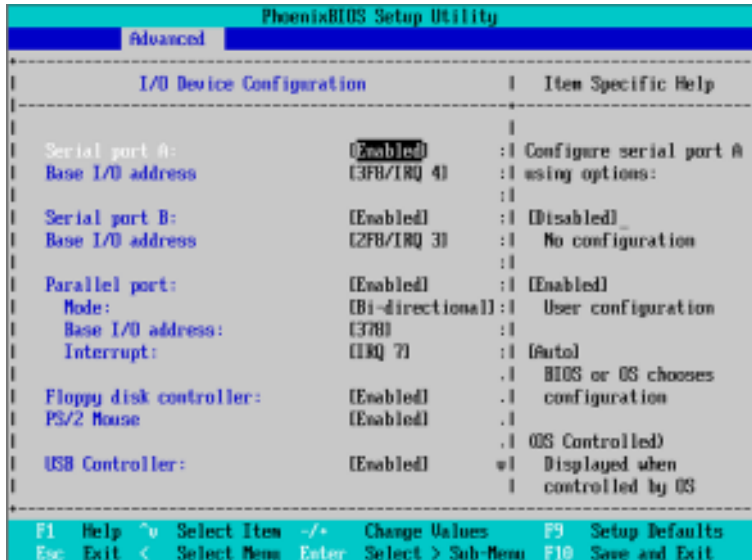 PhoenixBIOS Setup Utility
Advanced
I/O Device Configuration
Item Specific Help
Serial port A: [Enabled]
Base I/O address [3F8/IRQ 4]
Serial port B: [Enabled]
Base I/O address [2F8/IRQ 3]
Parallel port: [Enabled]
Mode: [Bi-directional]
Base I/O address: [378]
Interrupt: [IRQ 7]
Floppy disk controller: [Enabled]
PS/2 Mouse [Enabled]
USB Controller: [Enabled]
Configure serial port A
using options:
[Disabled]_
No configuration
[Enabled]
User configuration
[Auto]
BIOS or OS chooses
configuration
(OS Controlled)
Displayed when
controlled by OS
F1 Help ^v Select Item -/+ Change Values F9 Setup Defaults
Esc Exit < Select Menu Enter Select > Sub-Menu F10 Save and Exit